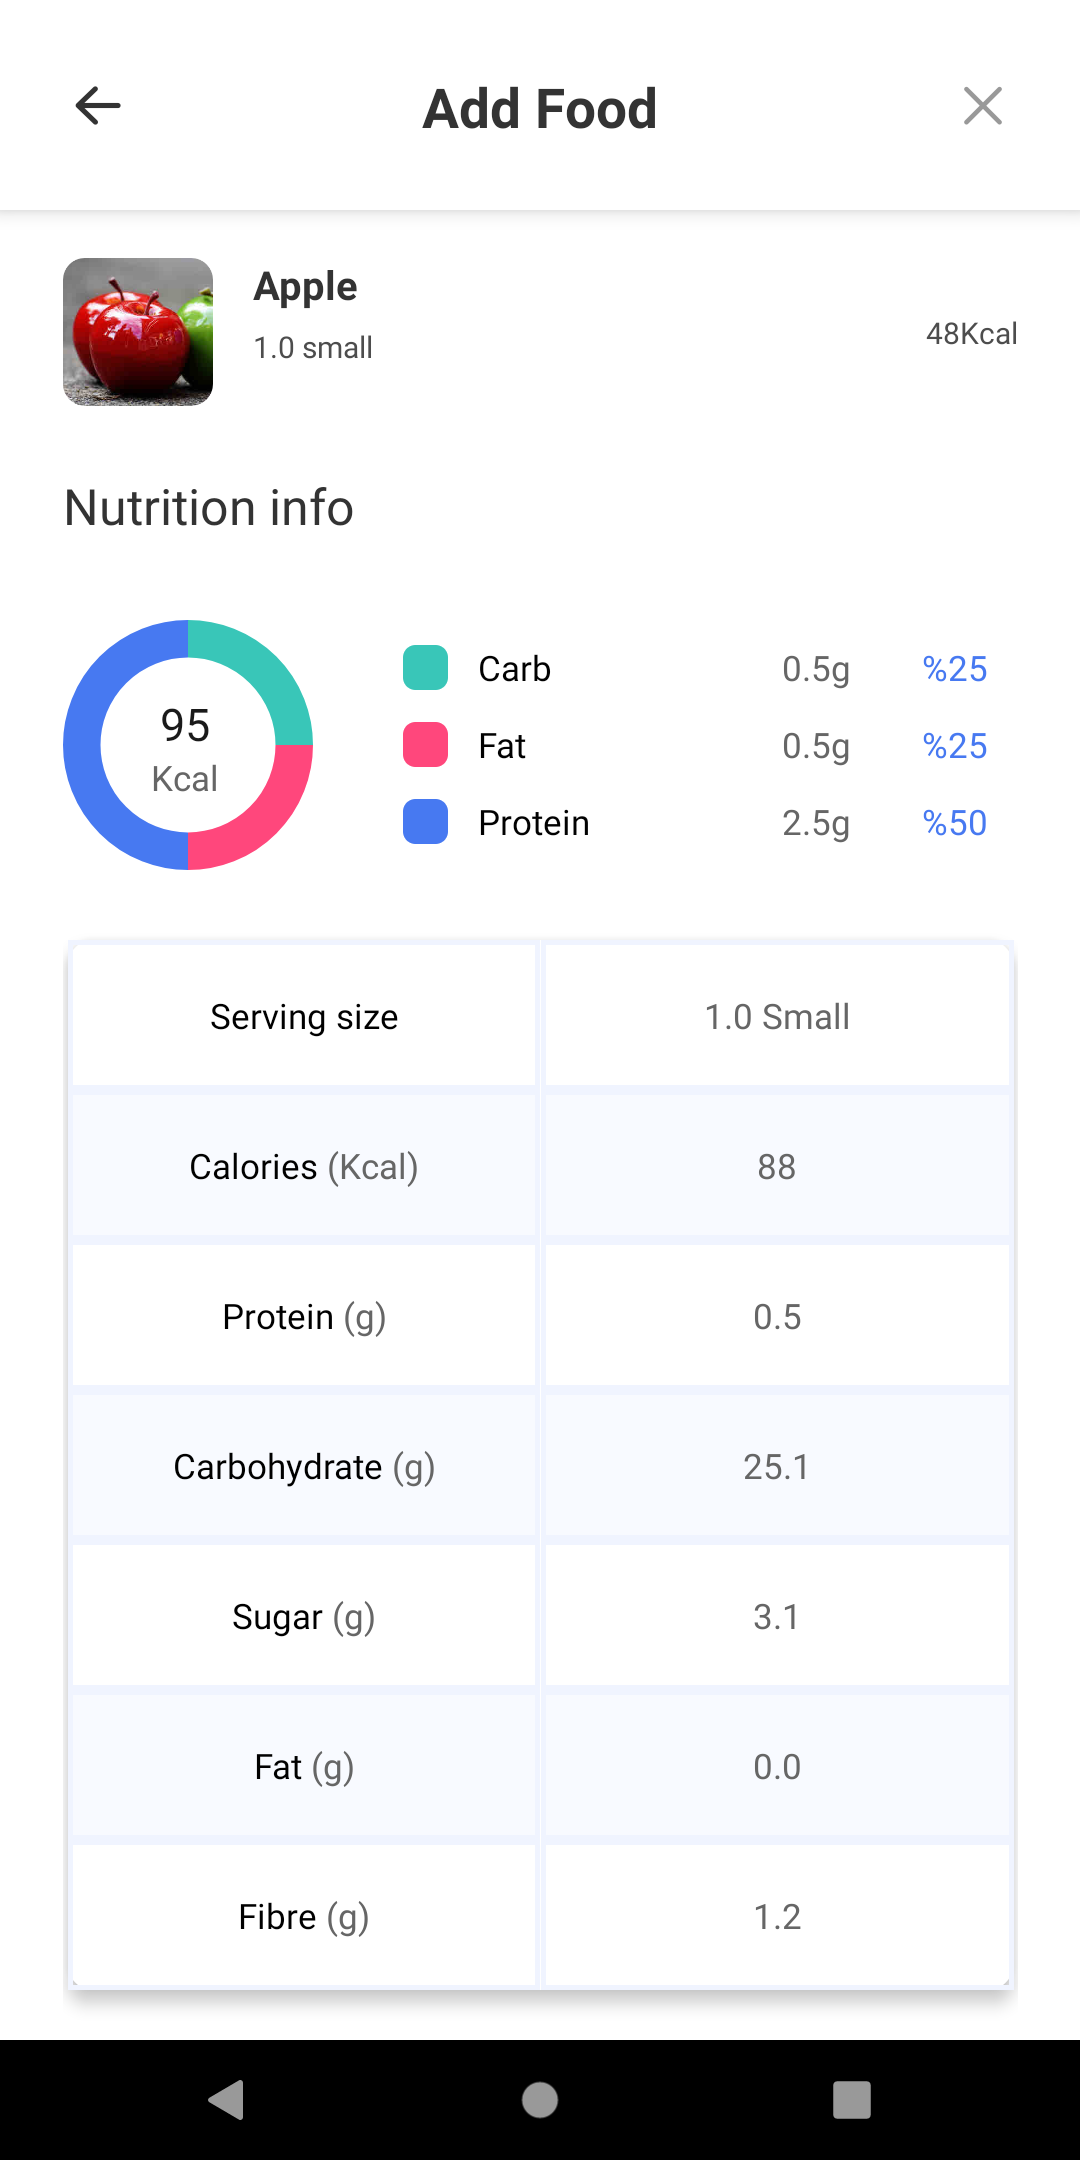 Add Food
Apple
1.0 small
48Kcal
Nutrition info
95
Kcal
Carb 0.5g %25
Fat 0.5g %25
Protein 2.5g %50
Serving size 1.0 Small
Calories (Kcal) 88
Protein (g) 0.5
Carbohydrate (g) 25.1
Sugar (g) 3.1
Fat (g) 0.0
Fibre (g) 1.2